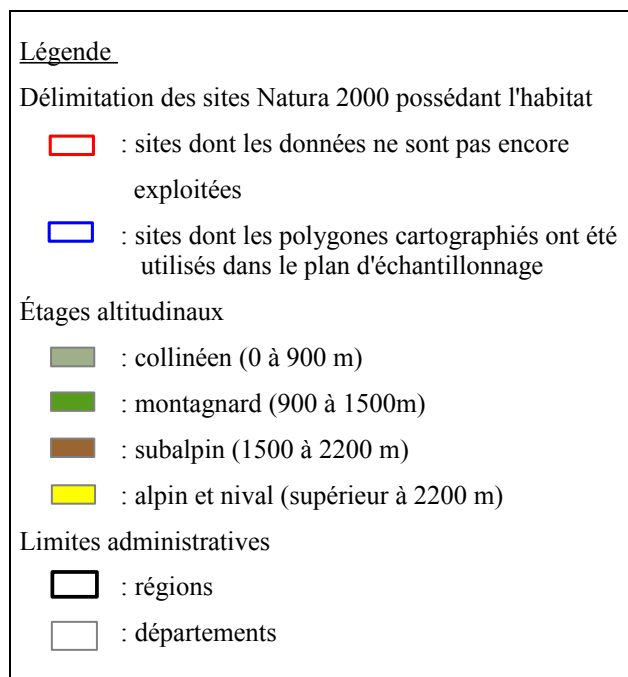 Légende
Délimitation des sites Natura 2000 possédant l'habitat
: sites dont les données ne sont pas encore
exploitées
: sites dont les polygones cartographiés ont été
utilisés dans le plan d'échantillonnage
Étages altitudinaux
: collinéen (0 à 900 m)
: montagnard (900 à 1500m)
: subalpin (1500 à 2200 m)
: alpin et nival (supérieur à 2200 m)
Limites administratives
: régions
: départements